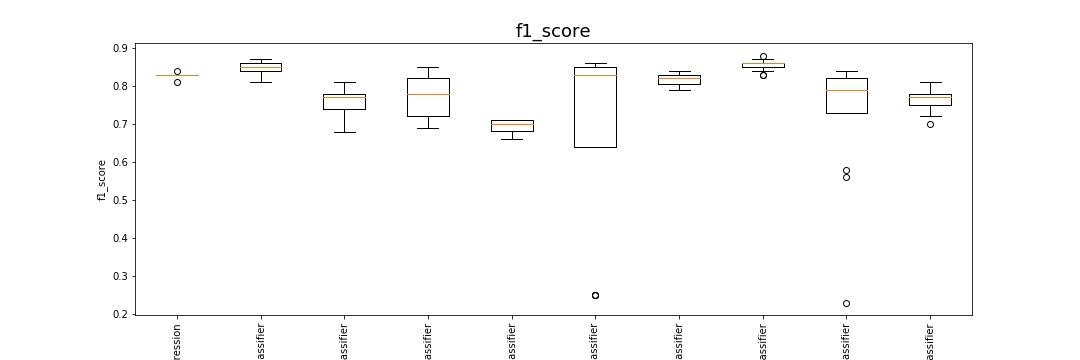 f1_score
0.9
0.8
0.7
0.6
0.5
0.4
0.3
0.2
f1_score
ression
assifier
assifier
assifier
assifier
assifier
assifier
assifier
assifier
assifier